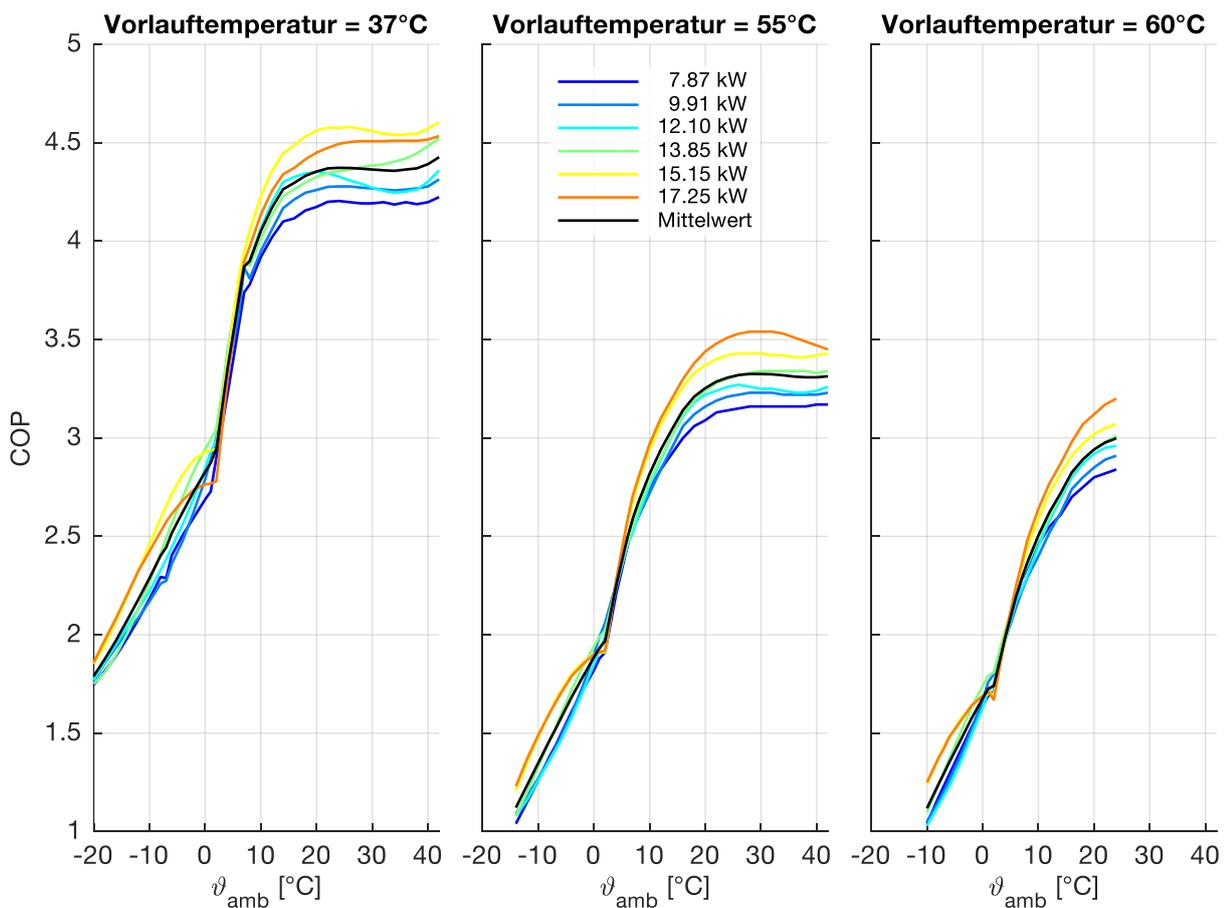 Vorlauftemperatur = 37°C
Vorlauftemperatur = 55°C
Vorlauftemperatur = 60°C
5
4.5
4
3.5
3
2.5
2
1.5
1
COP
7.87 kW
9.91 kW
12.10 kW
13.85 kW
15.15 kW
17.25 kW
Mittelwert
-20 -10 0 10 20 30 40
-20 -10 0 10 20 30 40
-20 -10 0 10 20 30 40
ϑamb [°C]
ϑamb [°C]
ϑamb [°C]